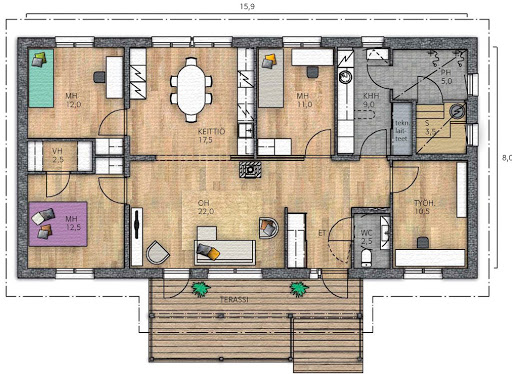 15,9
MH
12,0
KEITTIÖ
17,5
MH
11,0
KHH
9,0
PH
5,0
tekn.
lait-
teet
S
3,5
VH
2,5
8,0
MH
12,5
OH
22,0
ET
WC
2,5
TYÖH.
10,5
TERASSI